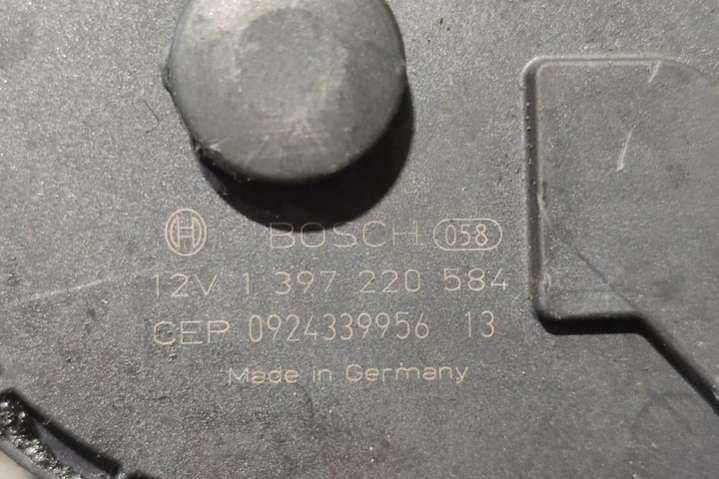 BOSCH 058
12V 1 397 220 584
CEP 0924339956 13
Made in Germany